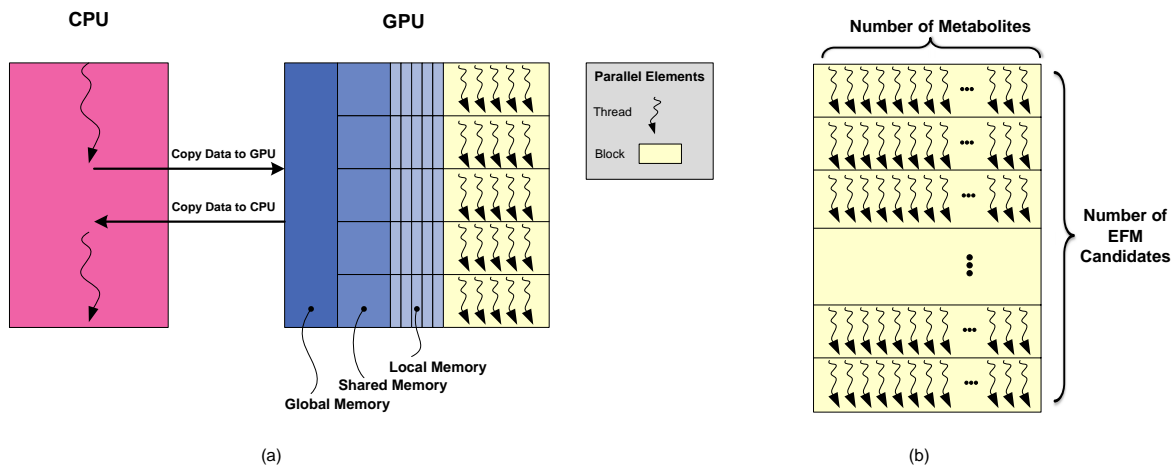 CPU
GPU
Copy Data to GPU
Copy Data to CPU
Local Memory
Shared Memory
Global Memory
Parallel Elements
Thread
Block
(a)
Number of Metabolites
Number of
EFM
Candidates
(b)